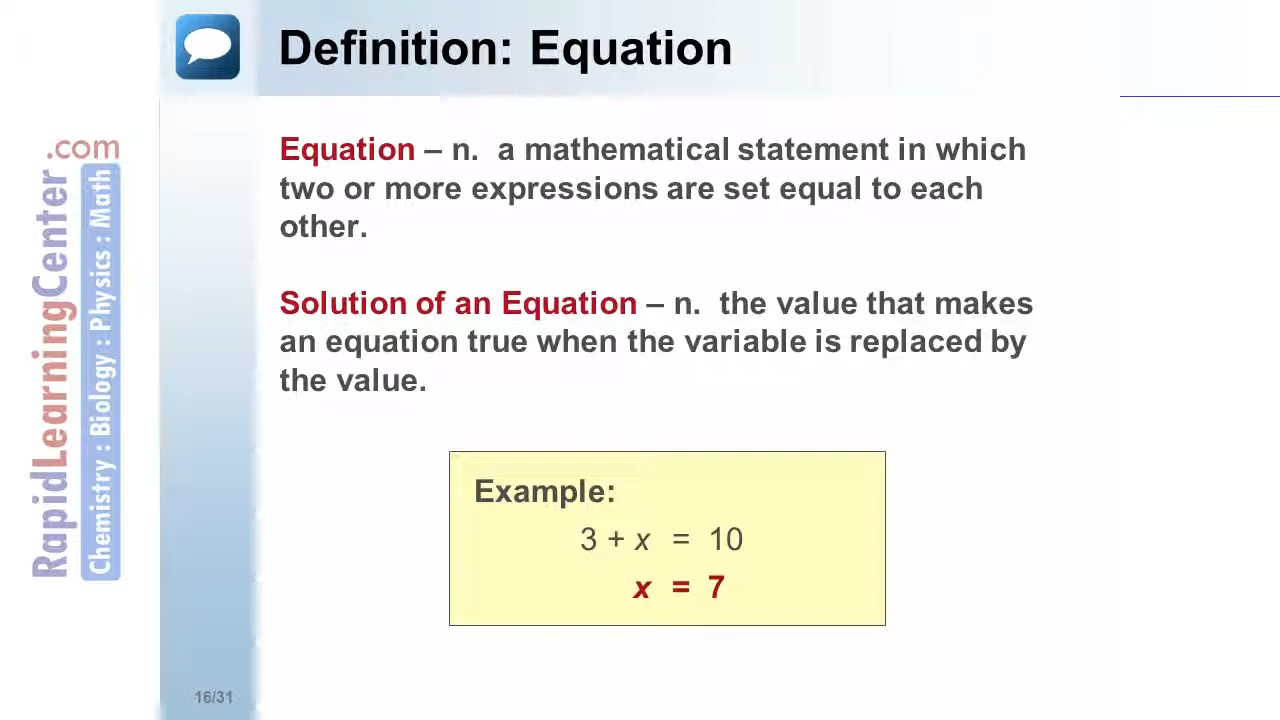 Definition: Equation
Equation – n. a mathematical statement in which
two or more expressions are set equal to each
other.
Solution of an Equation – n. the value that makes
an equation true when the variable is replaced by
the value.
Example:
3 + x = 10
x = 7
RapidLearningCenter.com
Chemistry : Biology : Physics : Math
16/31